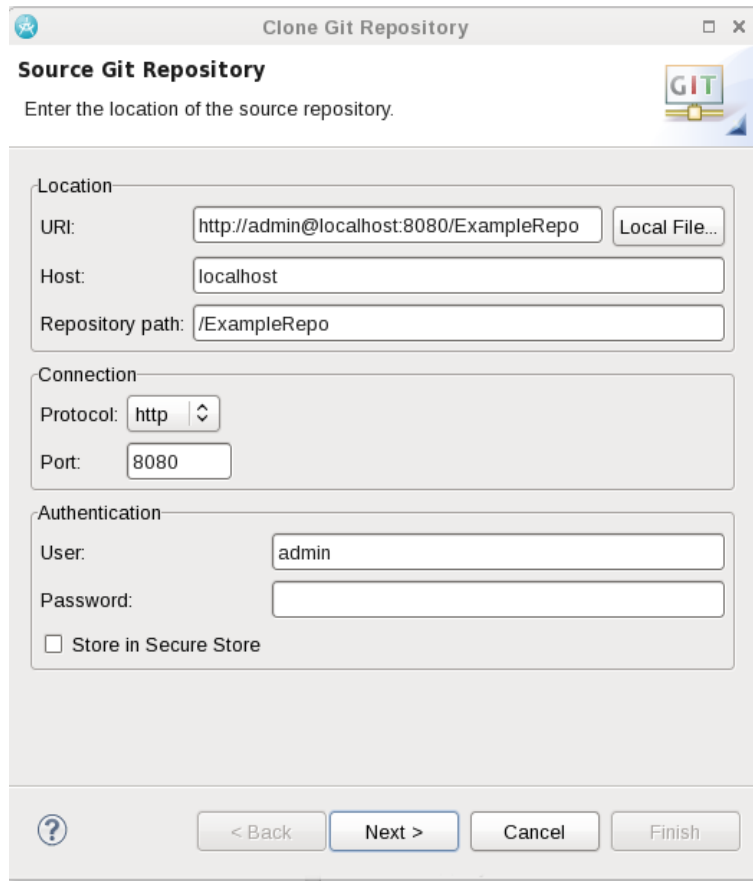 Clone Git Repository
Source Git Repository
Enter the location of the source repository.
GIT
Location
URI: http://admin@localhost:8080/ExampleRepo Local File...
Host: localhost
Repository path: /ExampleRepo
Connection
Protocol: http
Port: 8080
Authentication
User: admin
Password:
Store in Secure Store
? < Back Next > Cancel Finish